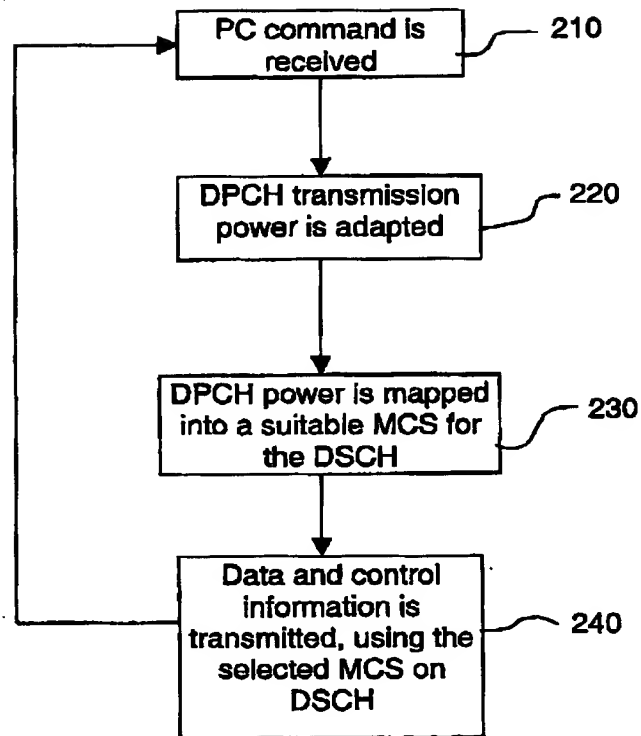 PC command is
received
210
DPCH transmission
power is adapted
220
DPCH power is mapped
into a suitable MCS for
the DSCH
230
Data and control
information is
transmitted, using the
selected MCS on
DSCH
240